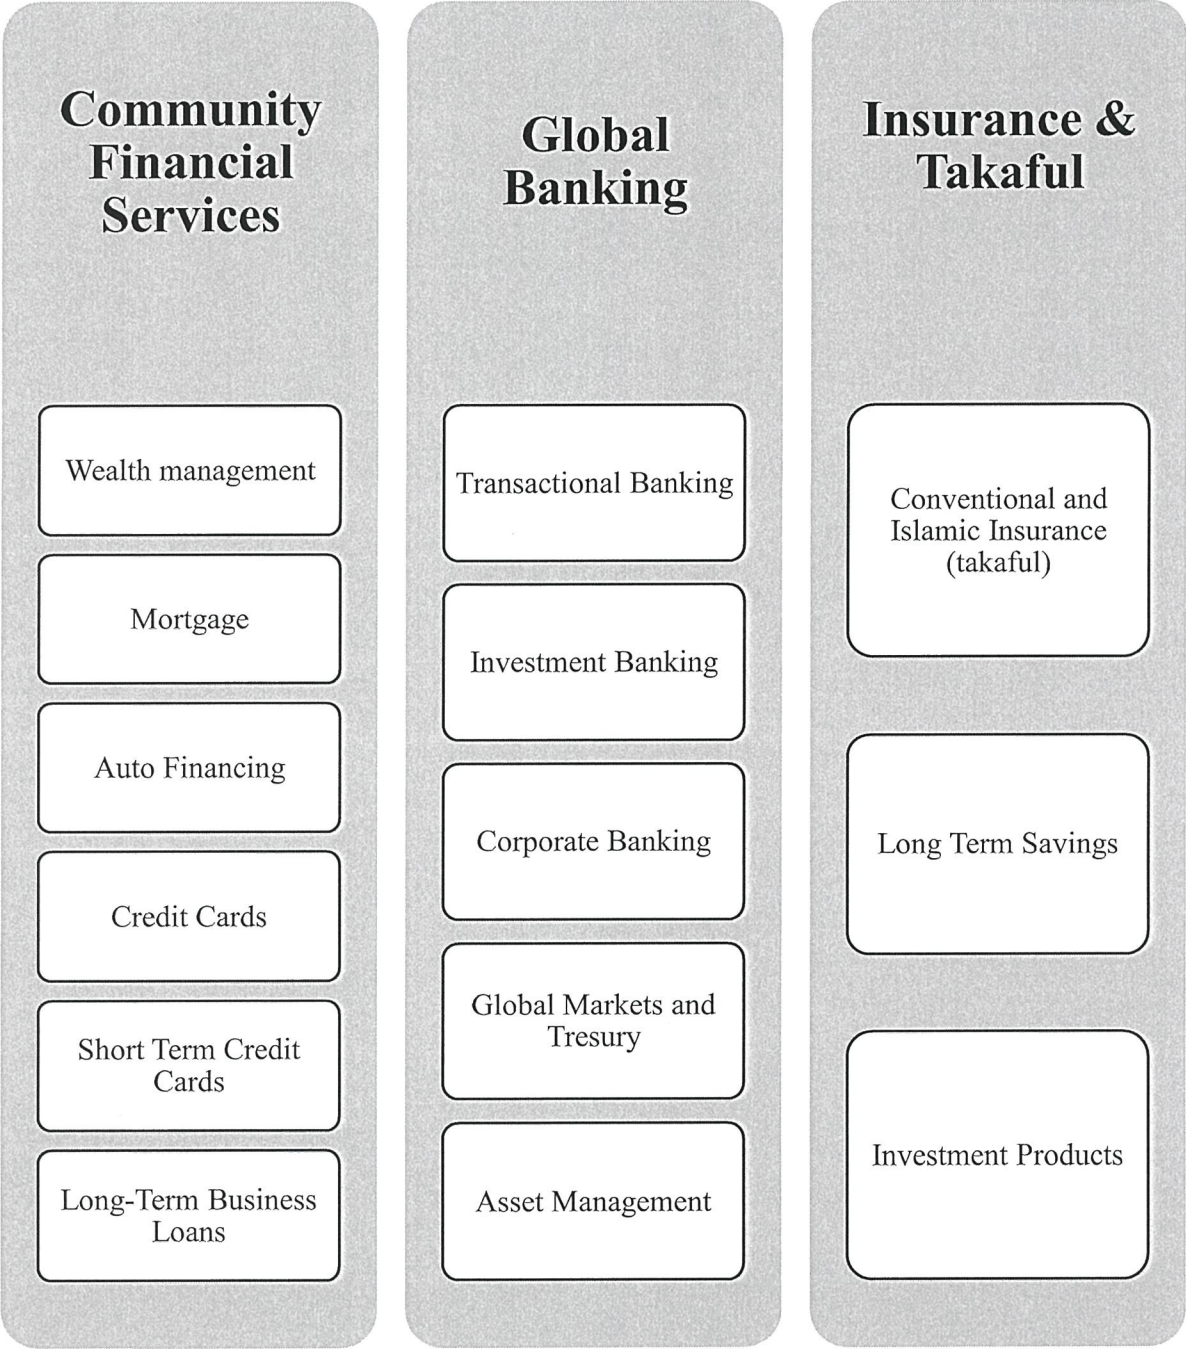 Community
Financial
Services
Wealth management
Mortgage
Auto Financing
Credit Cards
Short Term Credit
Cards
Long-Term Business
Loans
Global
Banking
Transactional Banking
Investment Banking
Corporate Banking
Global Markets and
Tresury
Asset Management
Insurance &
Takaful
Conventional and
Islamic Insurance
(takaful)
Long Term Savings
Investment Products